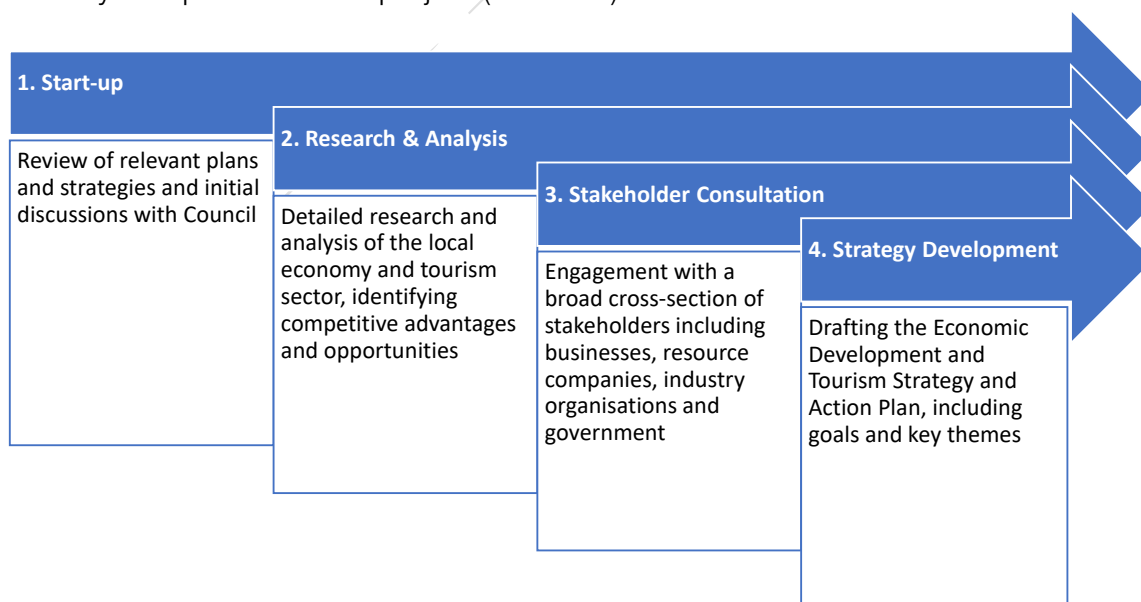 1. Start-up
Review of relevant plans
and strategies and initial
discussions with Council
2. Research & Analysis
Detailed research and
analysis of the local
economy and tourism
sector, identifying
competitive advantages
and opportunities
3. Stakeholder Consultation
Engagement with a
broad cross-section of
stakeholders including
businesses, resource
companies, industry
organisations and
government
4. Strategy Development
Drafting the Economic
Development and
Tourism Strategy and
Action Plan, including
goals and key themes